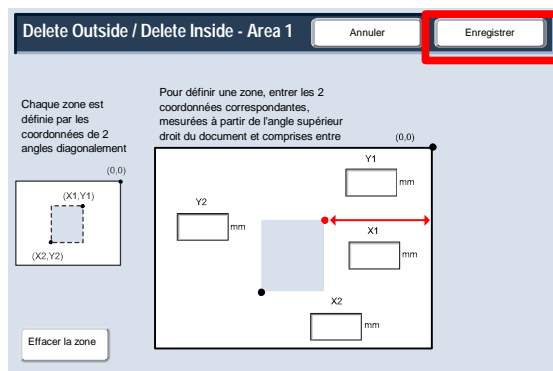 Delete Outside / Delete Inside - Area 1
Annuler
Enregistrer
Chaque zone est
définie par les
coordonnées de 2
angles diagonalement
(0,0)
(X1,Y1)
(X2,Y2)
Effacer la zone
Pour définir une zone, entrer les 2
coordonnées correspondantes,
mesurées à partir de l'angle supérieur
droit du document et comprises entre
(0,0)
Y1
mm
Y2
mm
X1
mm
X2
mm